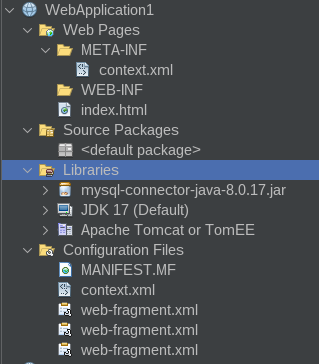 WebApplication1
Web Pages
META-INF
context.xml
WEB-INF
index.html
Source Packages
<default package>
Libraries
mysql-connector-java-8.0.17.jar
JDK 17 (Default)
Apache Tomcat or TomEE
Configuration Files
MANIFEST.MF
context.xml
web-fragment.xml
web-fragment.xml
web-fragment.xml